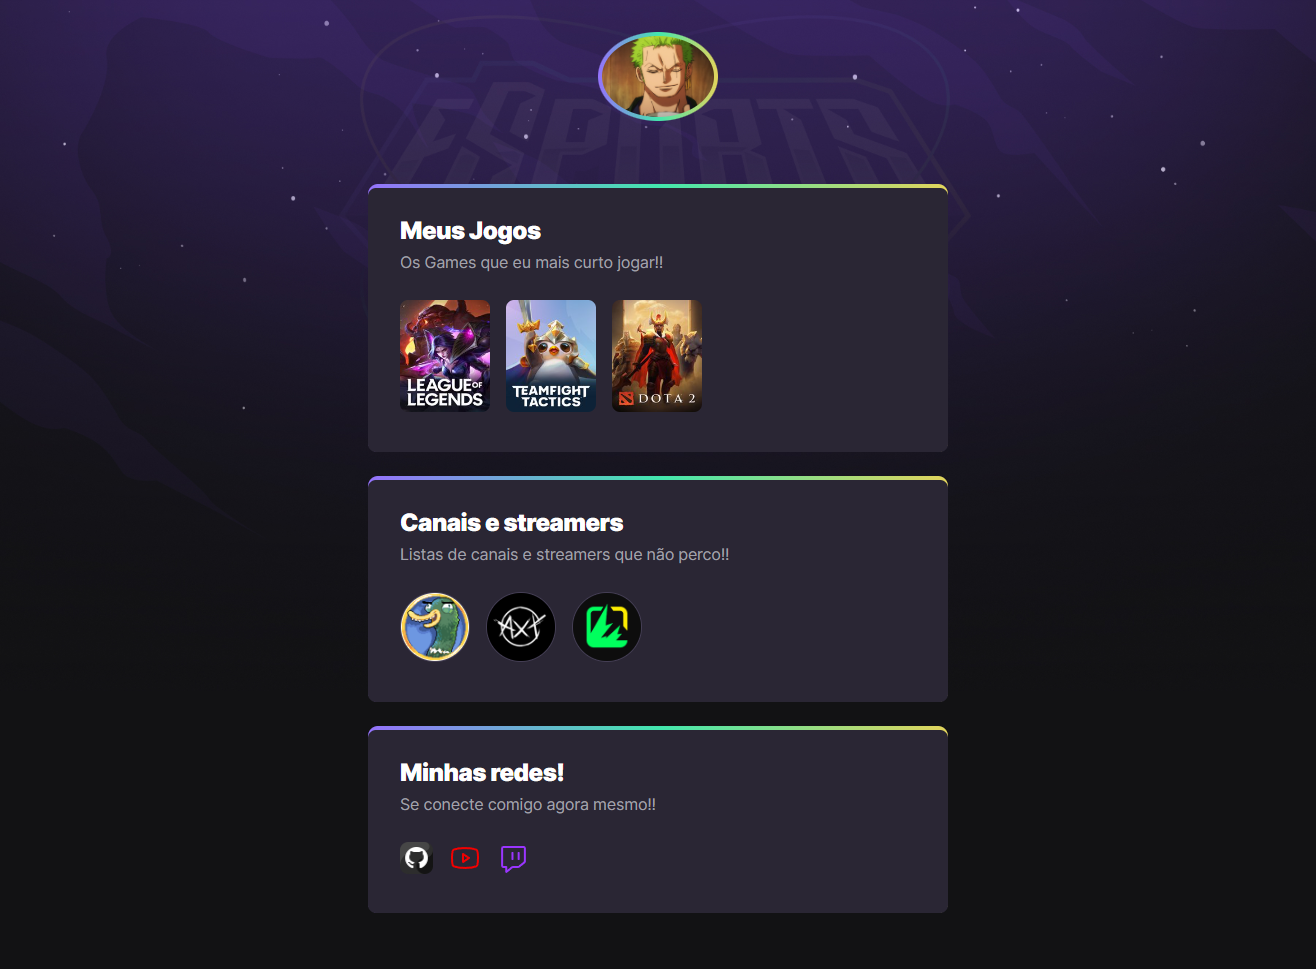 ESPORTS
Meus Jogos
Os Games que eu mais curto jogar!!
LEAGUE OF
LEGENDS
TEAMFIGHT
TACTICS
DOTA 2
Canais e streamers
Listas de canais e streamers que não perco!!
AXT
Minhas redes!
Se conecte comigo agora mesmo!!